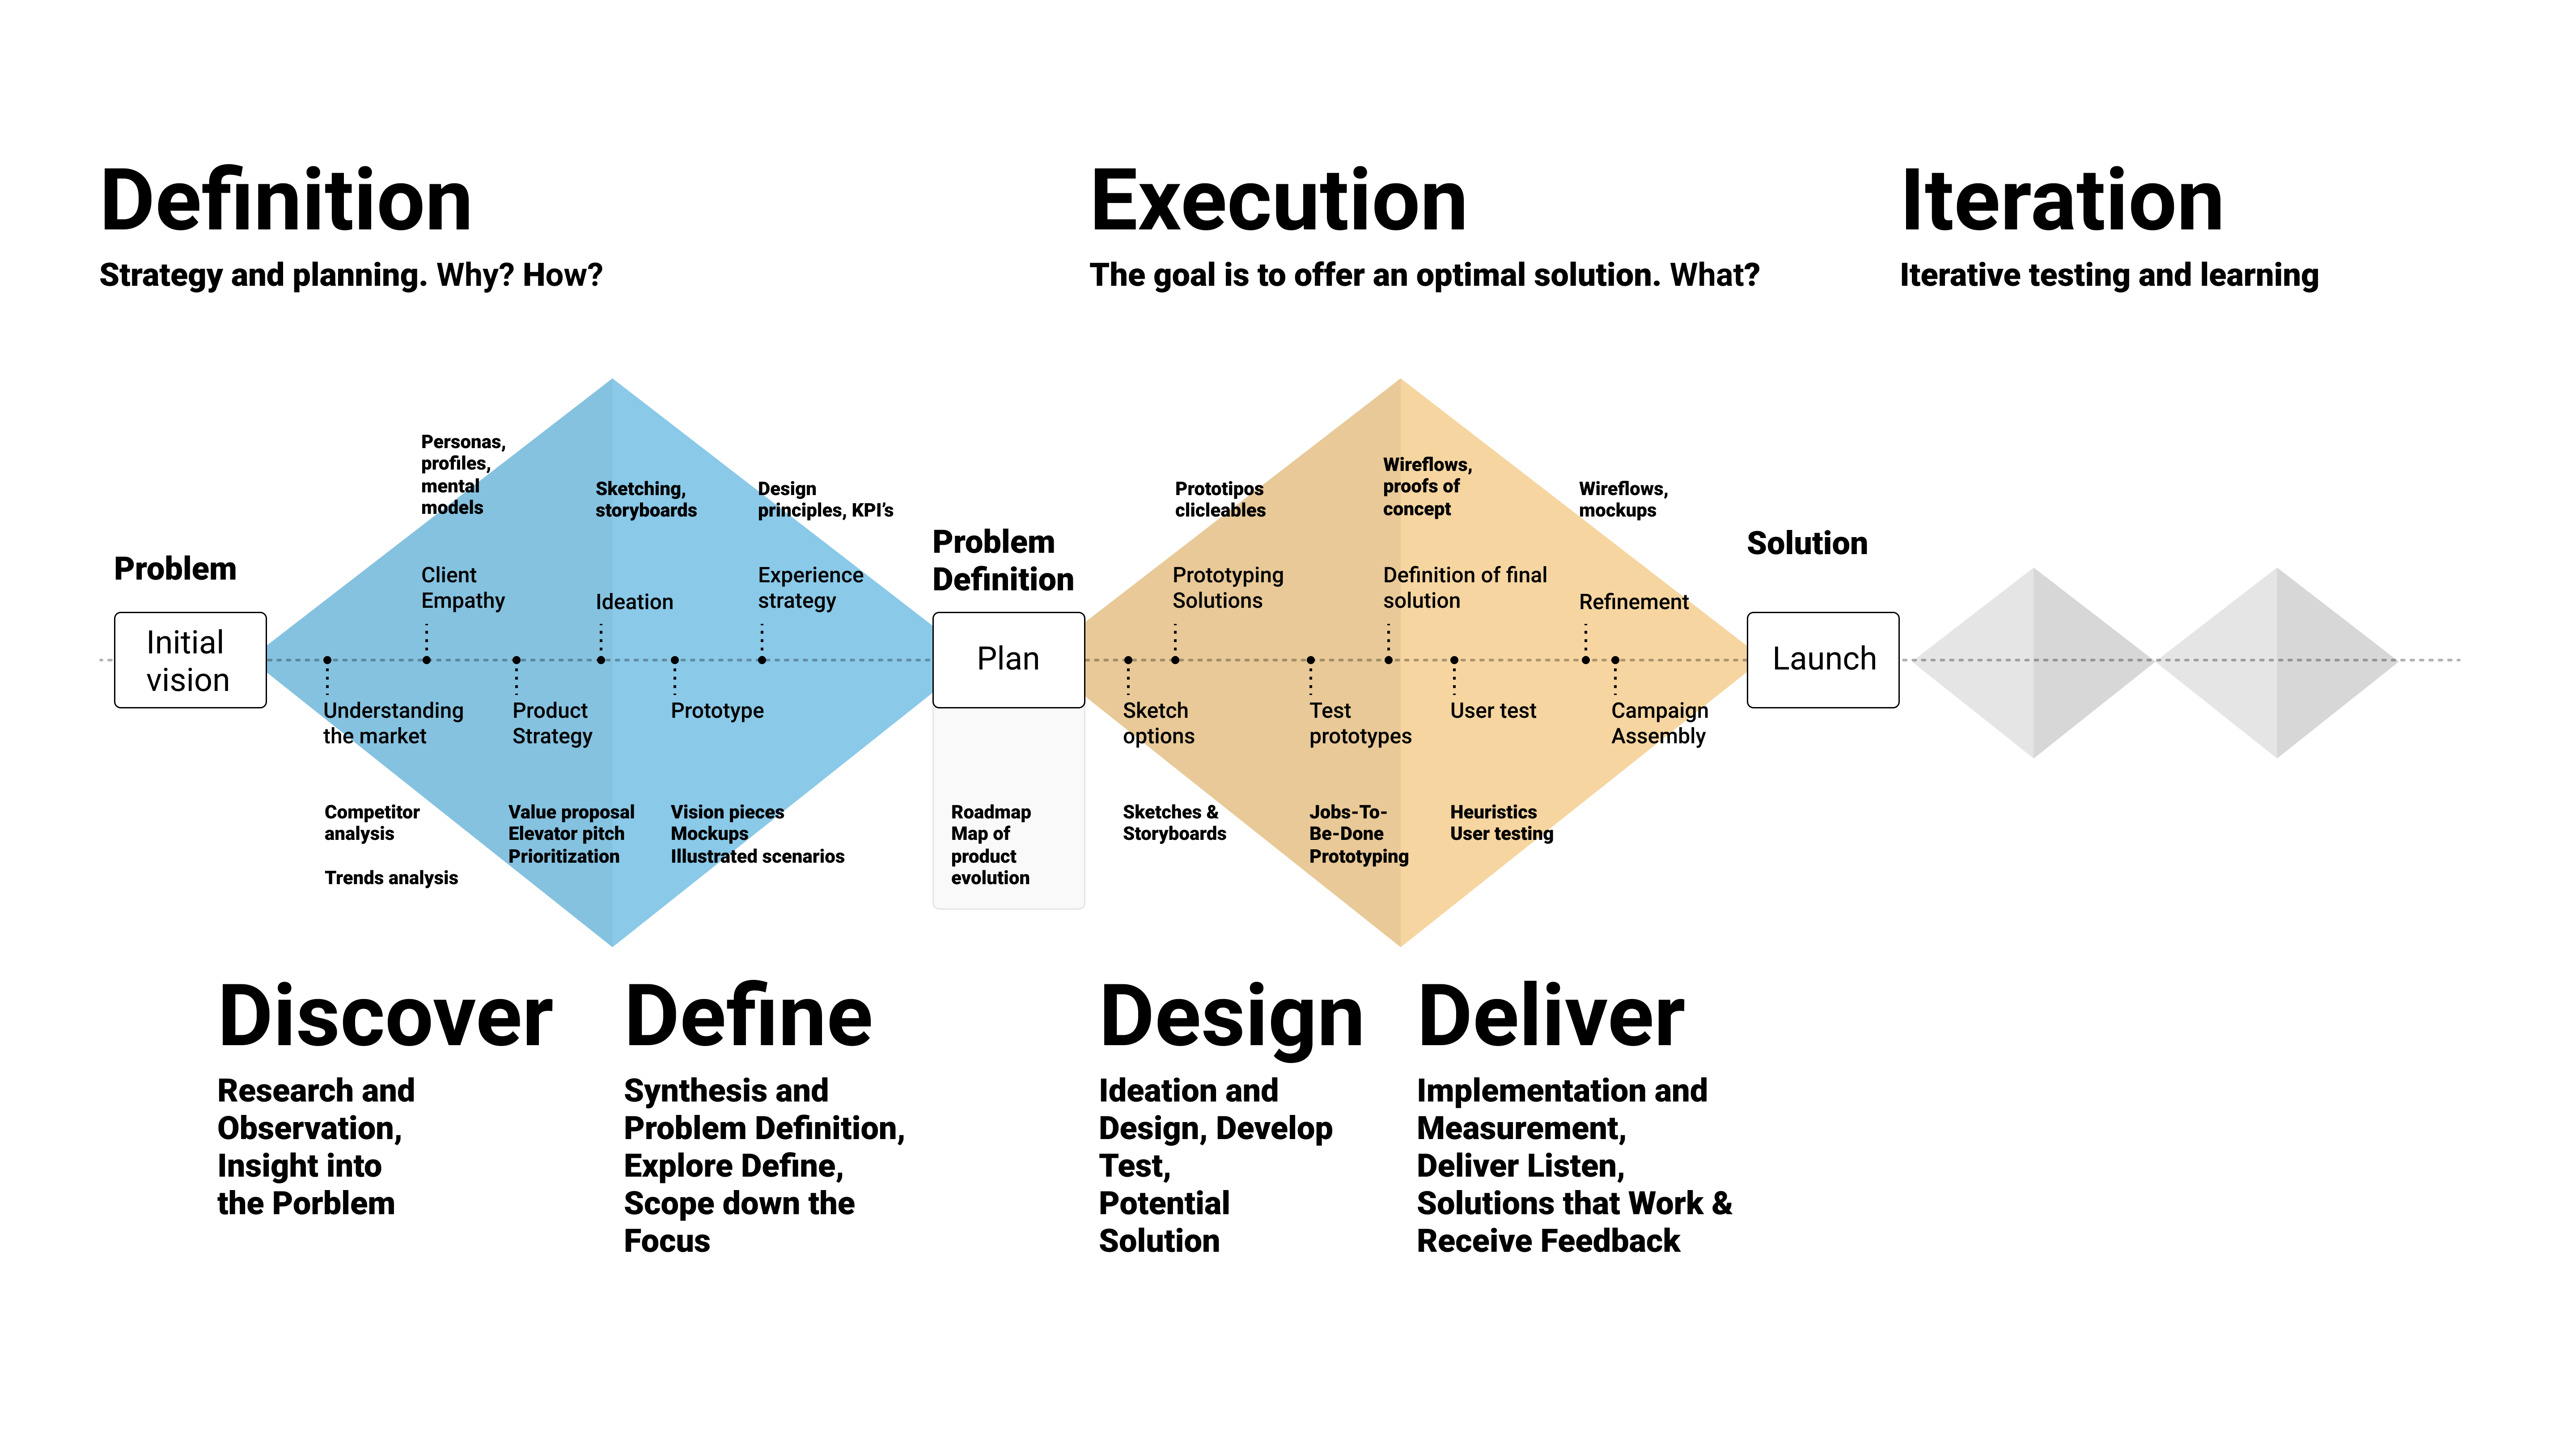 Definition
Strategy and planning. Why? How?
Execution
The goal is to offer an optimal solution. What?
Iteration
Iterative testing and learning
Problem
Initial
vision
Personas,
profiles,
mental
models
Client
Empathy
Sketching,
storyboards
Ideation
Design
principles, KPI's
Experience
strategy
Understanding
the market
Competitor
analysis
Trends analysis
Product
Strategy
Value proposal
Elevator pitch
Prioritization
Prototype
Vision pieces
Mockups
Illustrated scenarios
Problem
Definition
Plan
Roadmap
Map of
product
evolution
Prototipos
clicleables
Prototyping
Solutions
Wireflows,
proofs of
concept
Definition of final
solution
Wireflows,
mockups
Refinement
Sketch
options
Sketches &
Storyboards
Test
prototypes
Jobs-To-
Be-Done
Prototyping
User test
Heuristics
User testing
Campaign
Assembly
Solution
Launch
Discover
Research and
Observation,
Insight into
the Porblem
Define
Synthesis and
Problem Definition,
Explore Define,
Scope down the
Focus
Design
Ideation and
Design, Develop
Test,
Potential
Solution
Deliver
Implementation and
Measurement,
Deliver Listen,
Solutions that Work &
Receive Feedback